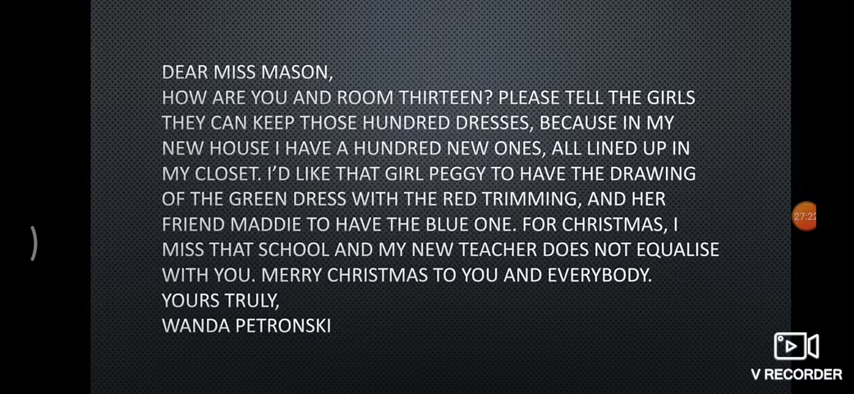 DEAR MISS MASON,
HOW ARE YOU AND ROOM THIRTEEN? PLEASE TELL THE GIRLS
THEY CAN KEEP THOSE HUNDRED DRESSES, BECAUSE IN MY
NEW HOUSE I HAVE A HUNDRED NEW ONES, ALL LINED UP IN
MY CLOSET. I'D LIKE THAT GIRL PEGGY TO HAVE THE DRAWING
OF THE GREEN DRESS WITH THE RED TRIMMING, AND HER
FRIEND MADDIE TO HAVE THE BLUE ONE. FOR CHRISTMAS, I
MISS THAT SCHOOL AND MY NEW TEACHER DOES NOT EQUALISE
WITH YOU. MERRY CHRISTMAS TO YOU AND EVERYBODY.
YOURS TRULY,
WANDA PETRONSKI
27:22
V RECORDER